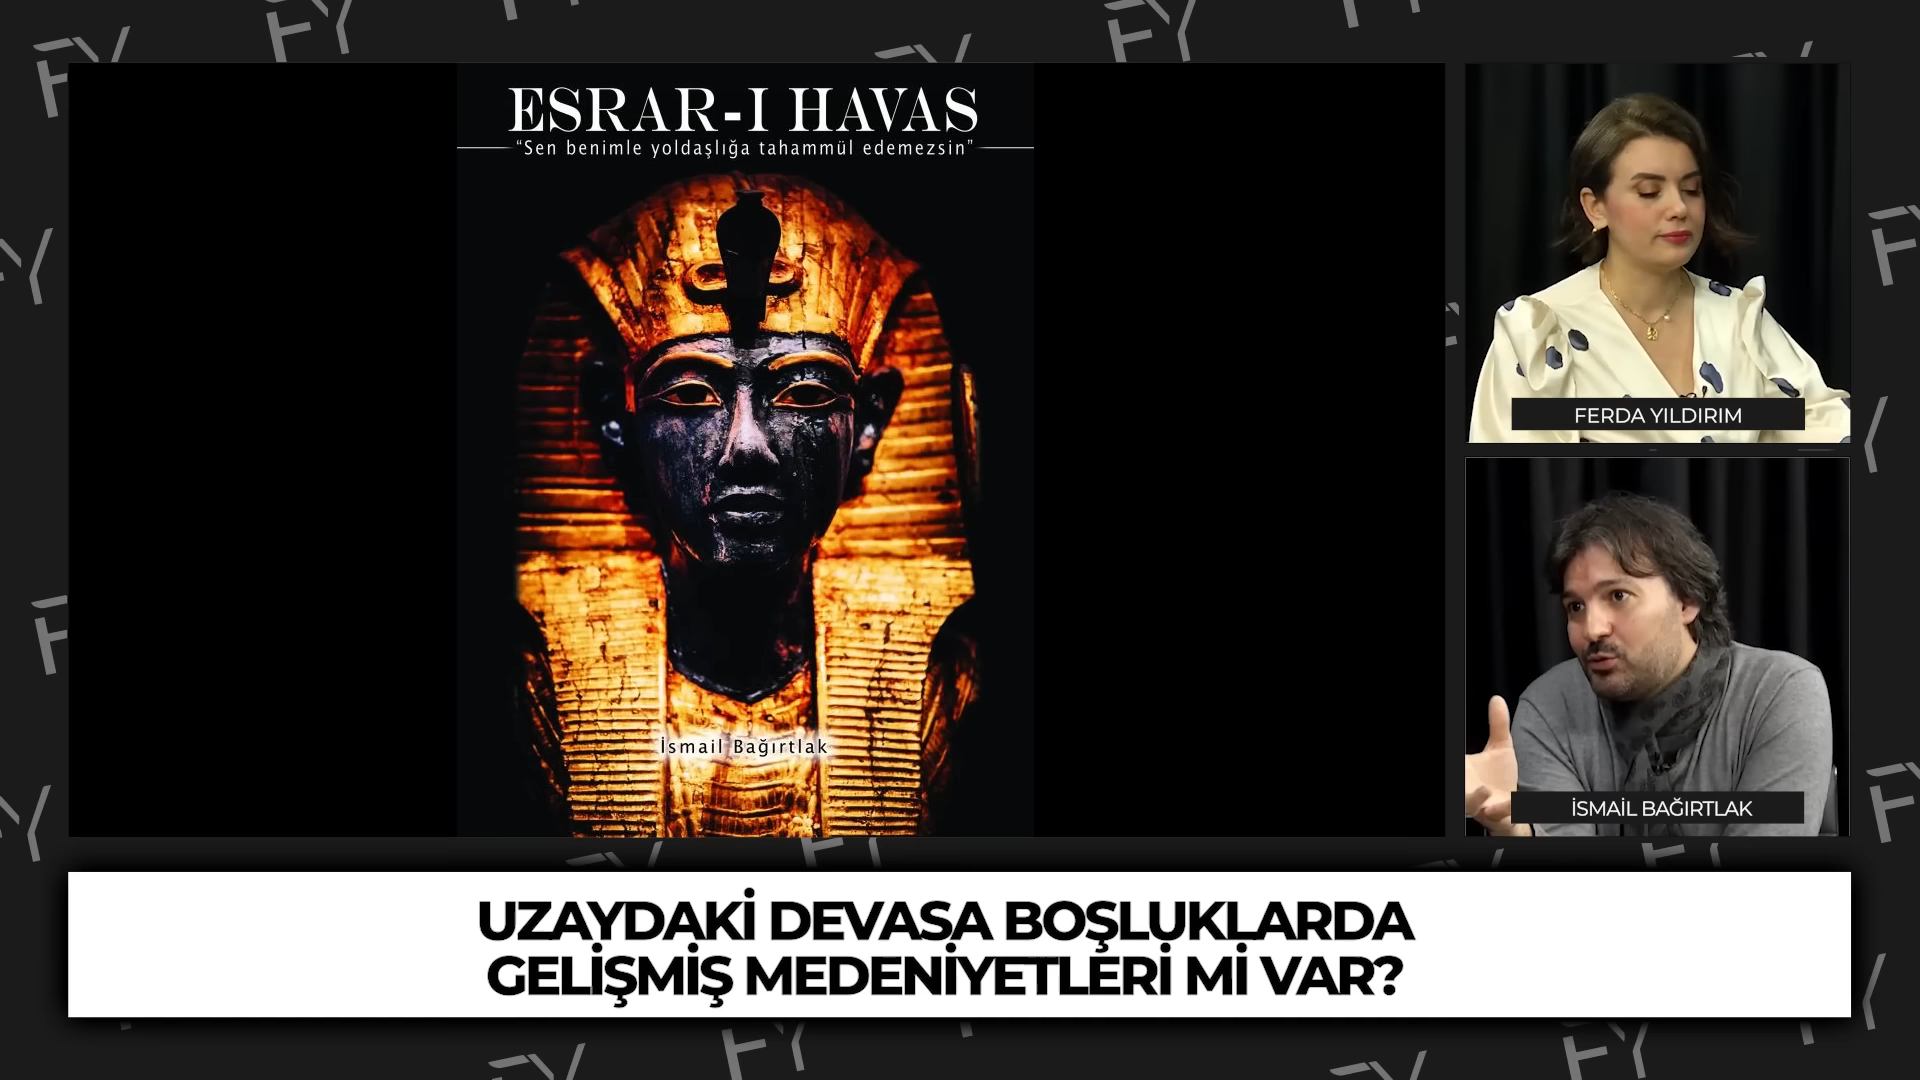 ESRAR-I HAVAS
“Sen benimle yoldaşlığa tahammül edemezsin”
İsmail Bağırtlak
FERDA YILDIRIM
İSMAİL BAĞIRTLAK
UZAYDAKİ DEVASA BOŞLUKLARDA
GELİŞMİŞ MEDENİYETLERİ Mİ VAR?